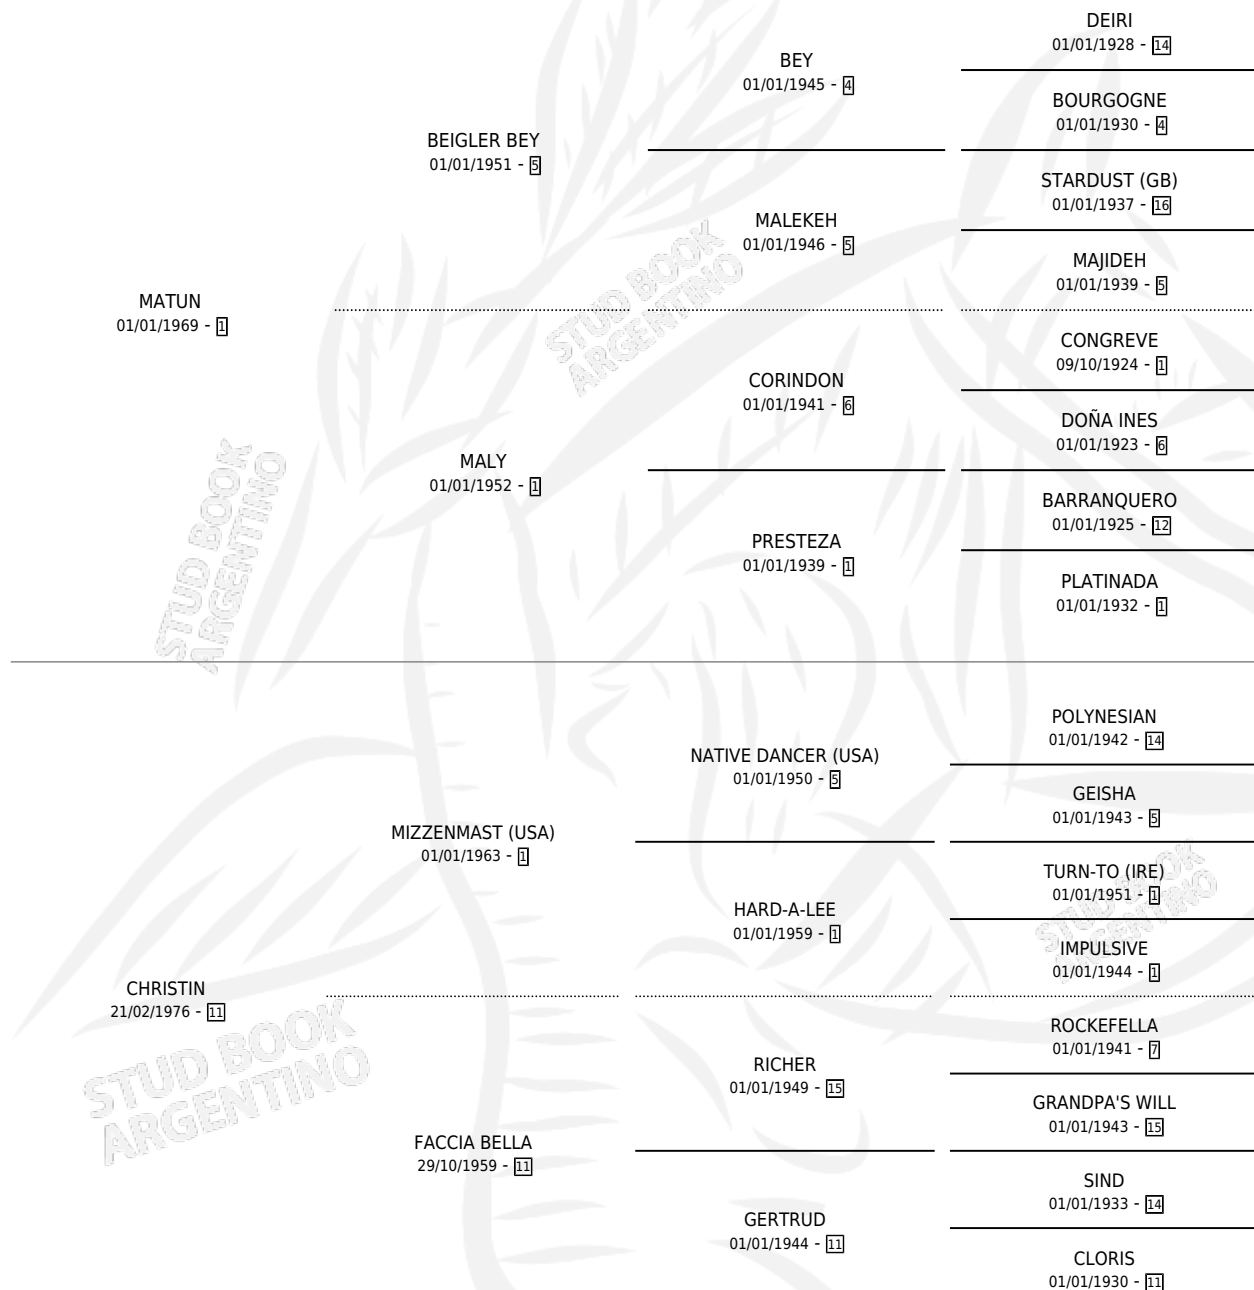 DEIRI
01/01/1928 - 14
BEY
01/01/1945 - 4
BOURGOGNE
01/01/1930 - 4
BEIGLER BEY
01/01/1951 - 5
STARDUST (GB)
01/01/1937 - 16
MALEKEH
01/01/1946 - 5
MAJIDEH
01/01/1939 - 5
MATUN
01/01/1969 - 1
CONGREVE
09/10/1924 - 1
CORINDON
01/01/1941 - 6
DOÑA INES
01/01/1923 - 6
MALY
01/01/1952 - 1
BARRANQUERO
01/01/1925 - 12
PRESTEZA
01/01/1939 - 1
PLATINADA
01/01/1932 - 1
STUD BOOK
ARGENTINO
STUD BOOK
ARGENTINO
POLYNESIAN
01/01/1942 - 14
NATIVE DANCER (USA)
01/01/1950 - 5
GEISHA
01/01/1943 - 5
MIZZENMAST (USA)
01/01/1963 - 1
TURN-TO (IRE)
01/01/1951 - 1
HARD-A-LEE
01/01/1959 - 1
IMPULSIVE
01/01/1944 - 1
STUD BOOK
ARGENTINO
CHRISTIN
21/02/1976 - 11
ROCKEFELLA
01/01/1941 - 7
RICHER
01/01/1949 - 15
GRANDPA'S WILL
01/01/1943 - 15
STUD BOOK
ARGENTINO
FACCIA BELLA
29/10/1959 - 11
SIND
01/01/1933 - 14
GERTRUD
01/01/1944 - 11
CLORIS
01/01/1930 - 11